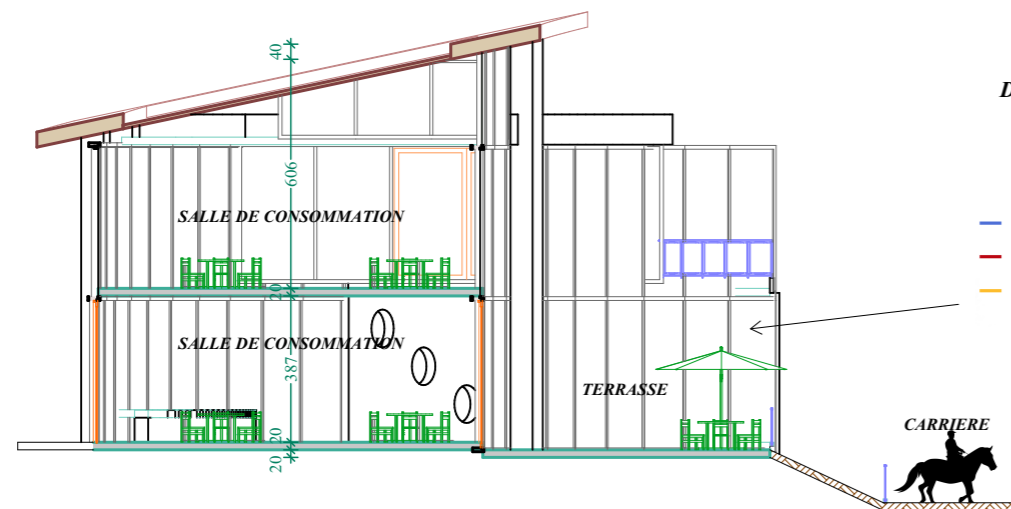 40
D
606
SALLE DE CONSOMMATION
20
SALLE DE CONSOMMATION
387
TERRASSE
CARRIERE
20
20